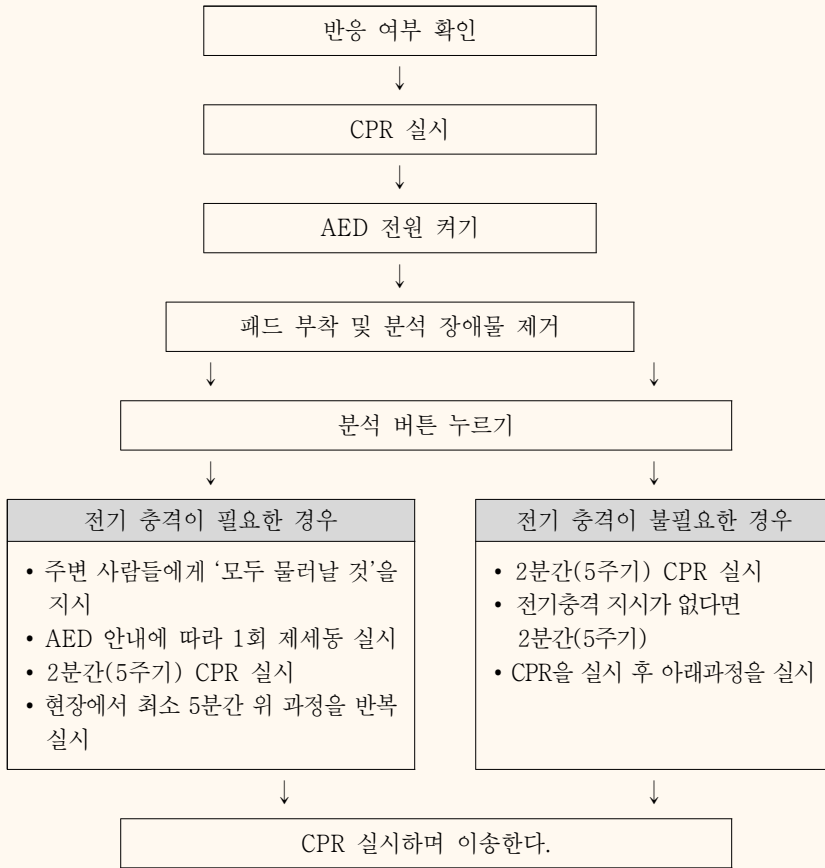 반응 여부 확인
↓
CPR 실시
↓
AED 전원 켜기
↓
패드 부착 및 분석 장애물 제거
↓ ↓
분석 버튼 누르기
↓ ↓
전기 충격이 필요한 경우
• 주변 사람들에게 ‘모두 물러날 것’을
지시
• AED 안내에 따라 1회 제세동 실시
• 2분간(5주기) CPR 실시
• 현장에서 최소 5분간 위 과정을 반복
실시
전기 충격이 불필요한 경우
• 2분간(5주기) CPR 실시
• 전기충격 지시가 없다면
2분간(5주기)
• CPR을 실시 후 아래과정을 실시
↓ ↓
CPR 실시하며 이송한다.